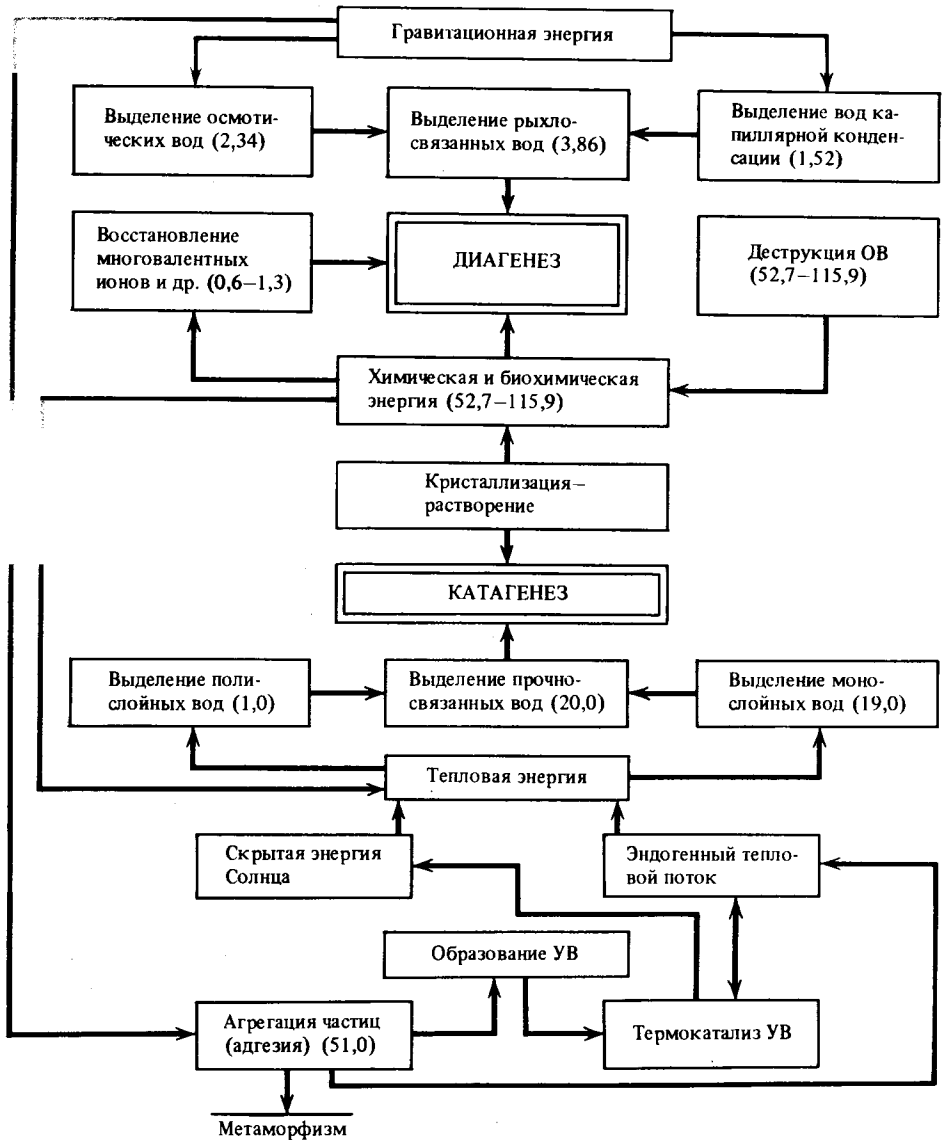 Гравитационная энергия
Выделение осмоти-
ческих вод (2,34)
Выделение рыхло-
связанных вод (3,86)
Выделение вод ка-
пиллярной конден-
сации (1,52)
Восстановление
многовалентных
ионов и др. (0,6–1,3)
ДИАГЕНЕЗ
Деструкция ОВ
(52,7–115,9)
Химическая и биохимическая
энергия (52,7–115,9)
Кристаллизация–
растворение
КАТАГЕНЕЗ
Выделение поли-
слойных вод (1,0)
Выделение прочно-
связанных вод (20,0)
Выделение моно-
слойных вод (19,0)
Тепловая энергия
Скрытая энергия
Солнца
Эндогенный тепло-
вой поток
Образование УВ
Агрегация частиц
(адгезия) (51,0)
Термокатализ УВ
Метаморфизм